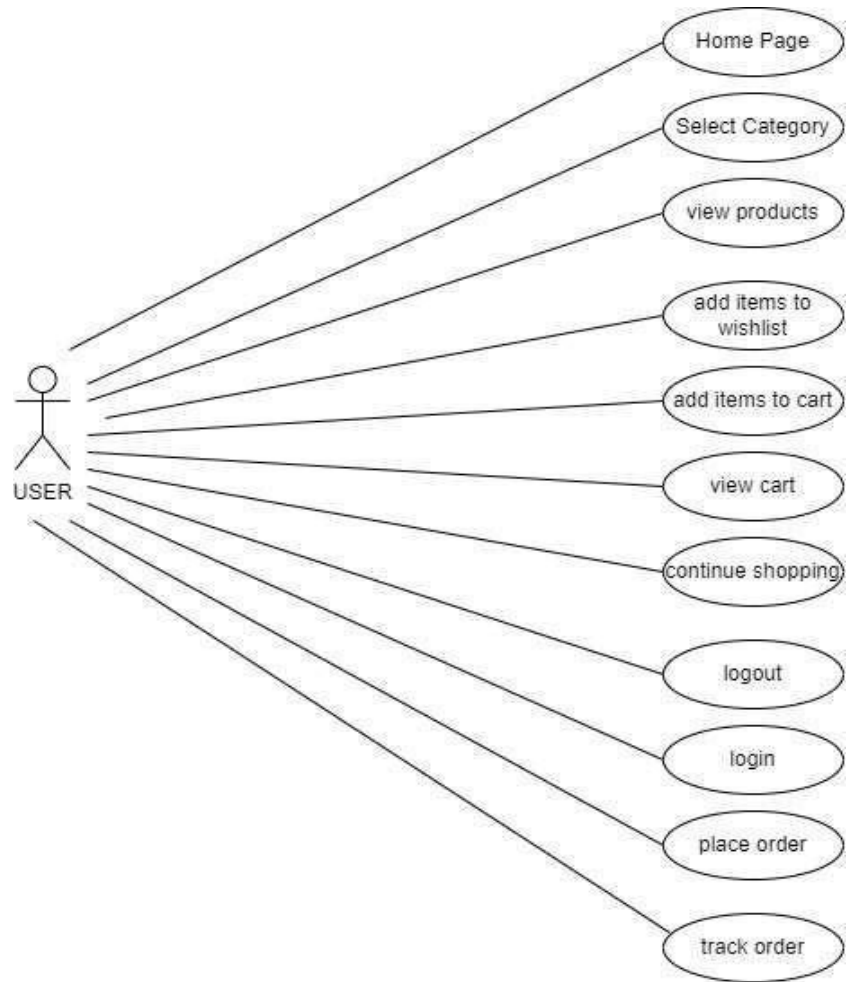 Home Page
Select Category
view products
add items to
wishlist
add items to cart
view cart
USER
continue shopping
logout
login
place order
track order